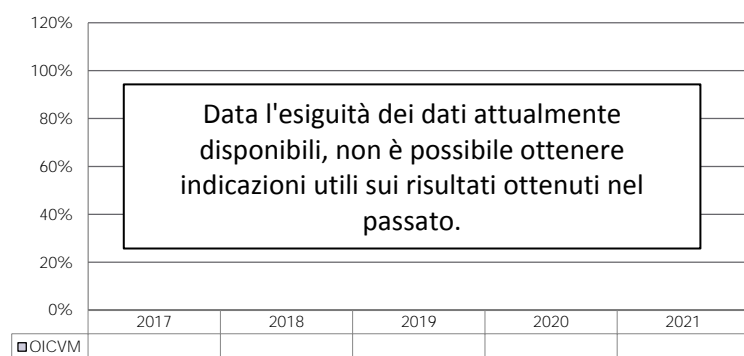 120%
100%
80%
60%
40%
20%
0%
Data l'esiguità dei dati attualmente
disponibili, non è possibile ottenere
indicazioni utili sui risultati ottenuti nel
passato.
2017 2018 2019 2020 2021
OICVM